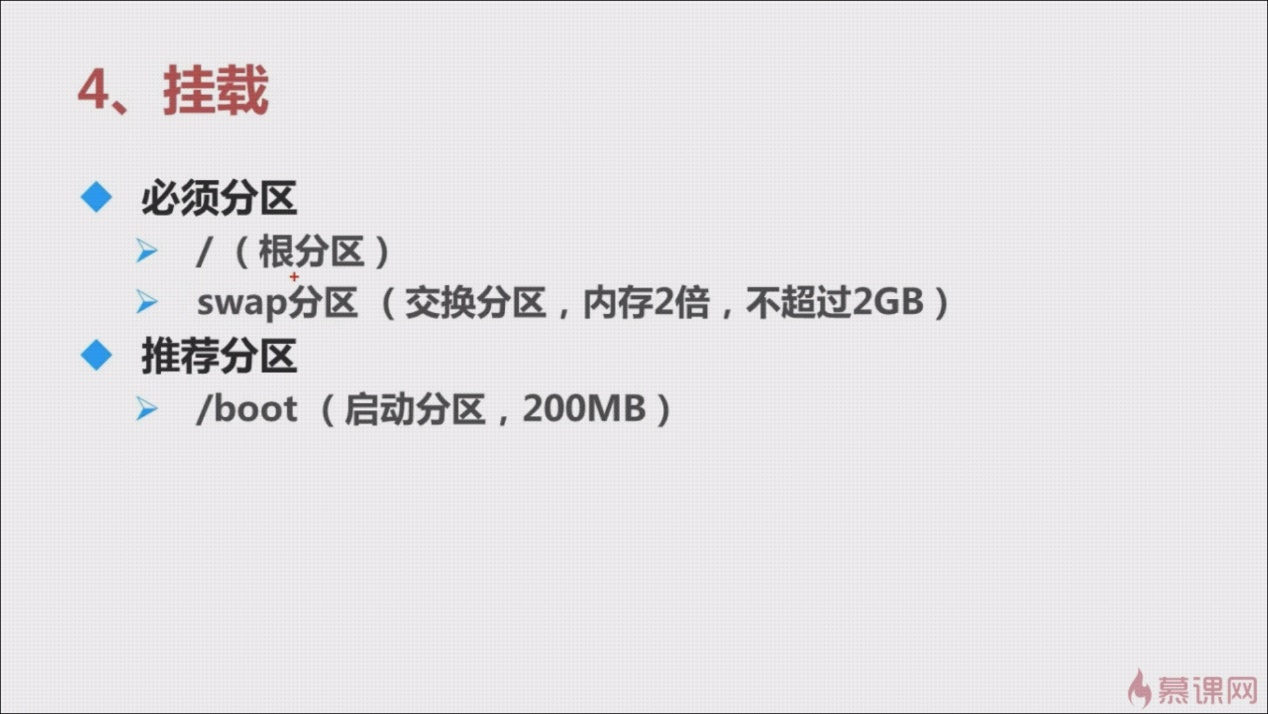 4、挂载
必须分区
/（根分区）
swap分区（交换分区，内存2倍，不超过2GB）
推荐分区
/boot（启动分区，200MB）
慕课网